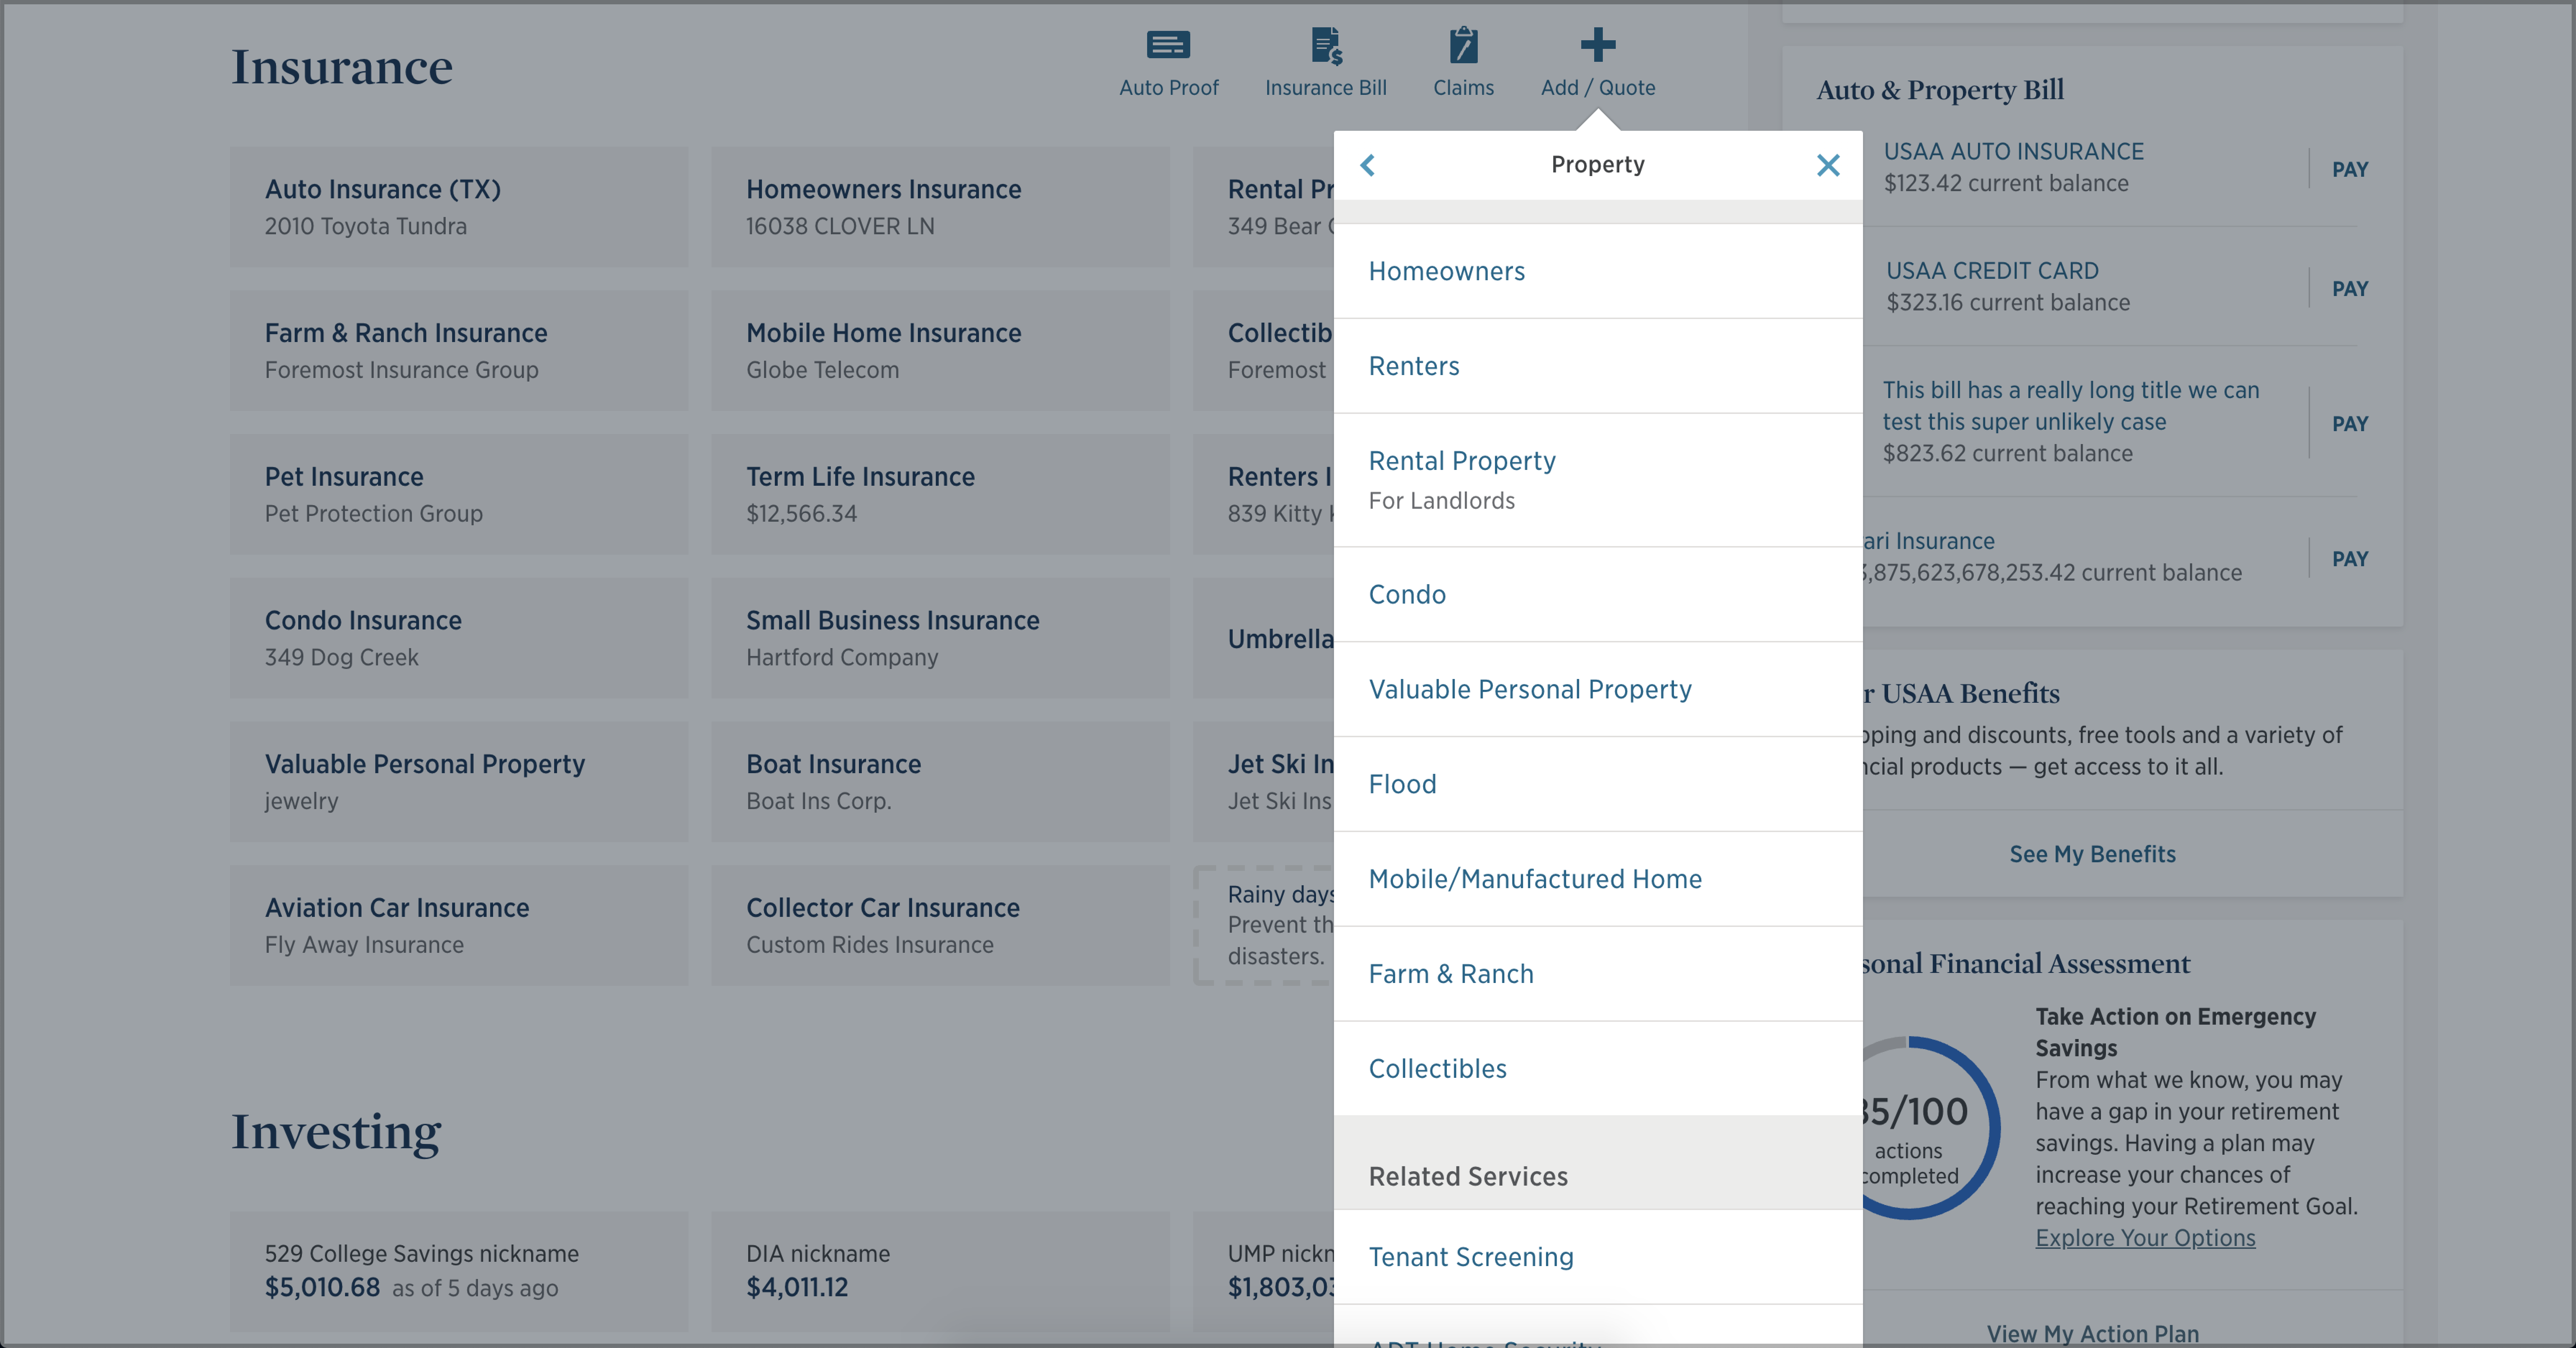 Insurance
Auto Proof
Insurance Bill
Claims
Add / Quote
Auto Insurance (TX)
2010 Toyota Tundra
Homeowners Insurance
16038 CLOVER LN
Rental
349 Bear
Farm & Ranch Insurance
Foremost Insurance Group
Mobile Home Insurance
Globe Telecom
Foremost
Pet Insurance
Pet Protection Group
Term Life Insurance
$12,566.34
Renters
839 Kitty
Condo Insurance
349 Dog Creek
Small Business Insurance
Hartford Company
Umbrella
Valuable Personal Property
jewelry
Boat Insurance
Boat Ins Corp.
Jet Ski In
Jet Ski Ins
Aviation Car Insurance
Fly Away Insurance
Collector Car Insurance
Custom Rides Insurance
Rainy days
Prevent th
disasters.
Investing
529 College Savings nickname
$5,010.68 as of 5 days ago
DIA nickname
$4,011.12
UMP nickn
$1,803,03
Property
Homeowners
Renters
Rental Property
For Landlords
Condo
Valuable Personal Property
Flood
Mobile/Manufactured Home
Farm & Ranch
Collectibles
Related Services
Tenant Screening
ADT Home Security
Auto & Property Bill
USAA AUTO INSURANCE
$123.42 current balance
PAY
USAA CREDIT CARD
$323.16 current balance
PAY
This bill has a really long title we can
test this super unlikely case
$823.62 current balance
PAY
ari Insurance
,875,623,678,253.42 current balance
PAY
r USAA Benefits
pping and discounts, free tools and a variety of
ncial products — get access to it all.
See My Benefits
sonal Financial Assessment
5/100
actions
completed
Take Action on Emergency
Savings
From what we know, you may
have a gap in your retirement
savings. Having a plan may
increase your chances of
reaching your Retirement Goal.
Explore Your Options
View My Action Plan